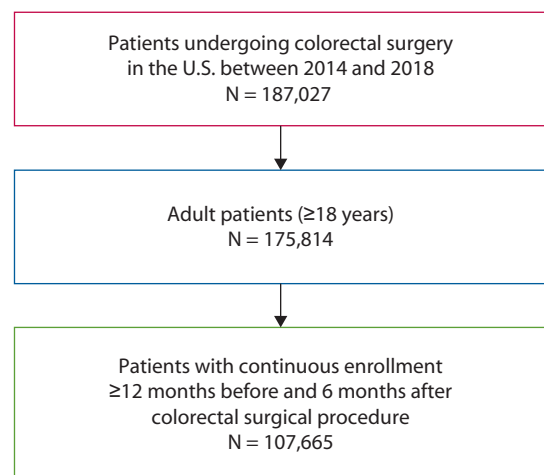 Patients undergoing colorectal surgery
in the U.S. between 2014 and 2018
N = 187,027
Adult patients (≥18 years)
N = 175,814
Patients with continuous enrollment
≥12 months before and 6 months after
colorectal surgical procedure
N = 107,665